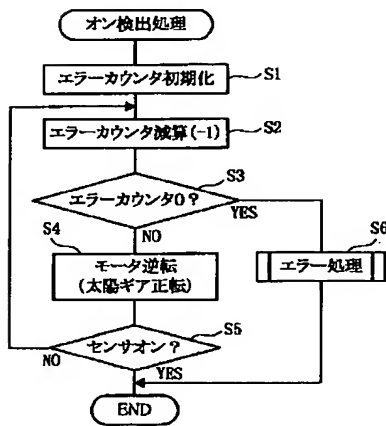 オン検出処理
エラーカウンタ初期化
S1
エラーカウンタ減算(-1)
S2
エラーカウンタ0?
S3
YES
NO
S4
モータ逆転
(太陽ギア正転)
S6
エラー処理
センサオン?
S5
NO
YES
END